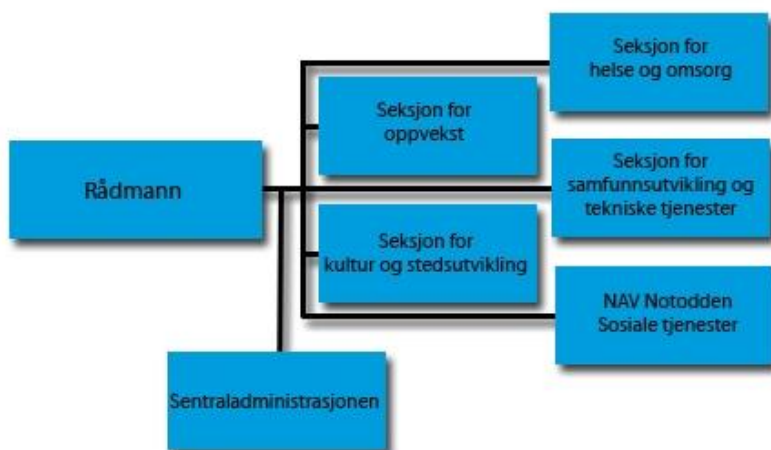 Seksjon for
helse og omsorg
Seksjon for
oppvekst
Rådmann
Seksjon for
samfunnsutvikling og
tekniske tjenester
Seksjon for
kultur og stedsutvikling
NAV Notodden
Sosiale tjenester
Sentraladministrasjonen